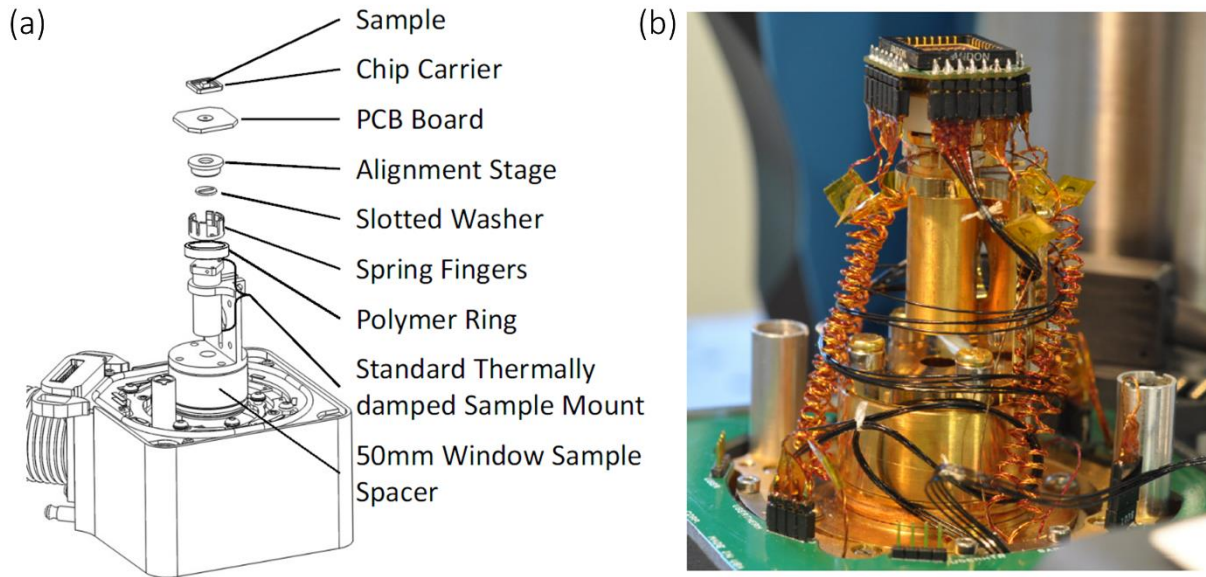 (a)
Sample
Chip Carrier
PCB Board
Alignment Stage
Slotted Washer
Spring Fingers
Polymer Ring
Standard Thermally
damped Sample Mount
50mm Window Sample
Spacer
(b)